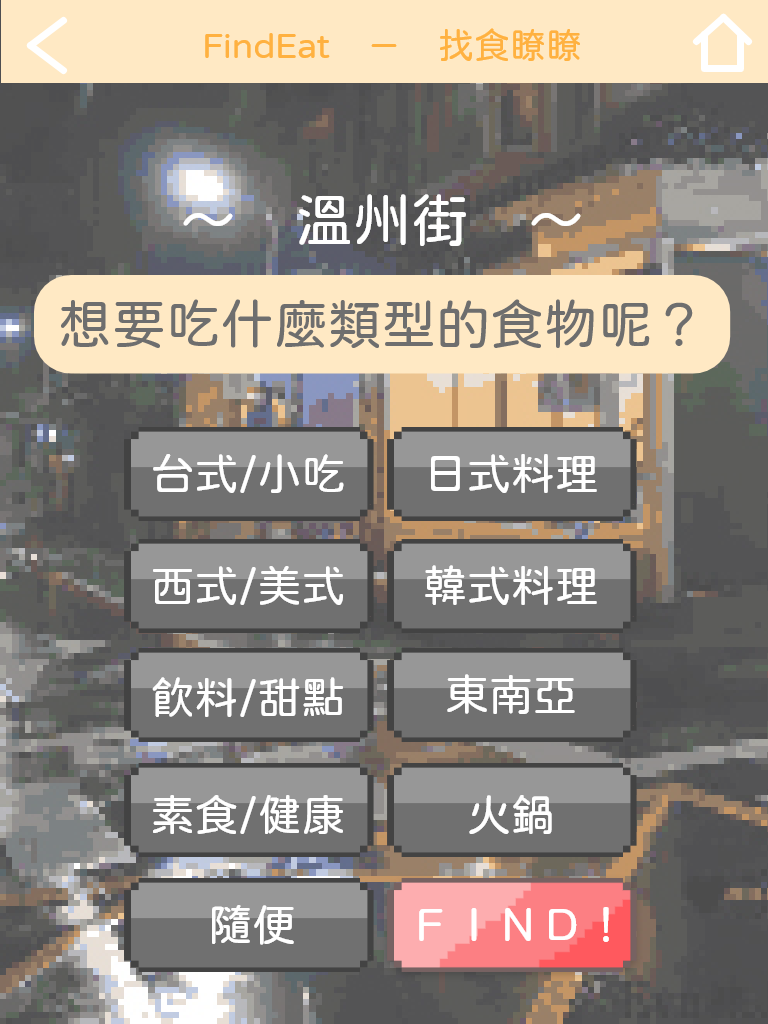 FindEat － 找食瞭瞭
～ 溫州街 ～
想要吃什麼類型的食物呢？
台式/小吃
日式料理
西式/美式
韓式料理
飲料/甜點
東南亞
素食/健康
火鍋
隨便
ＦＩＮＤ！